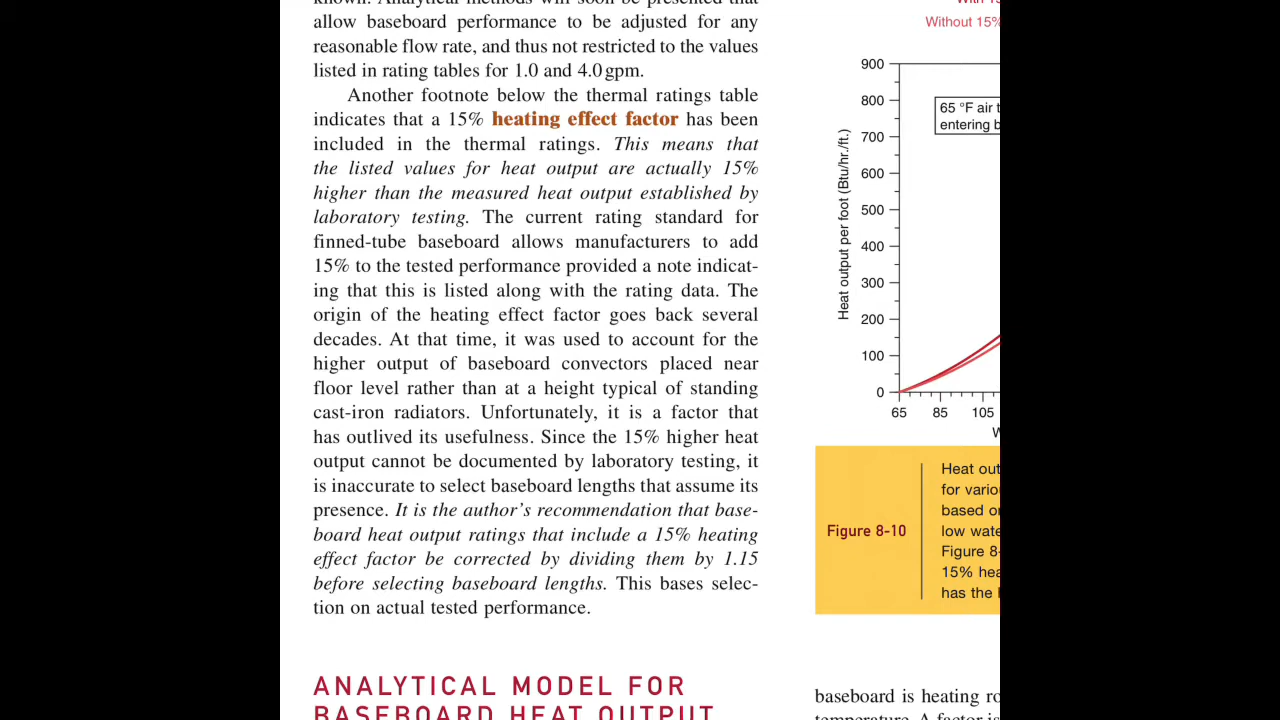 known. Analytical methods will soon be presented that
allow baseboard performance to be adjusted for any
reasonable flow rate, and thus not restricted to the values
listed in rating tables for 1.0 and 4.0 gpm.
Another footnote below the thermal ratings table
indicates that a 15% heating effect factor has been
included in the thermal ratings. This means that
the listed values for heat output are actually 15%
higher than the measured heat output established by
laboratory testing. The current rating standard for
finned-tube baseboard allows manufacturers to add
15% to the tested performance provided a note indicat-
ing that this is listed along with the rating data. The
origin of the heating effect factor goes back several
decades. At that time, it was used to account for the
higher output of baseboard convectors placed near
floor level rather than at a height typical of standing
cast-iron radiators. Unfortunately, it is a factor that
has outlived its usefulness. Since the 15% higher heat
output cannot be documented by laboratory testing, it
is inaccurate to select baseboard lengths that assume its
presence. It is the author's recommendation that base-
board heat output ratings that include a 15% heating
effect factor be corrected by dividing them by 1.15
before selecting baseboard lengths. This bases selec-
tion on actual tested performance.
ANALYTICAL MODEL FOR
BASEBOARD HEAT OUTPUT
Without 15%
Heat output per foot (Btu/hr./ft.)
900
800
700
600
500
400
300
200
100
0
65 °F air
entering
65 85 105
Figure 8-10
Heat out
for vario
based o
low wate
Figure 8-
15% hea
has the
baseboard is heating ro
temperature. A factor is